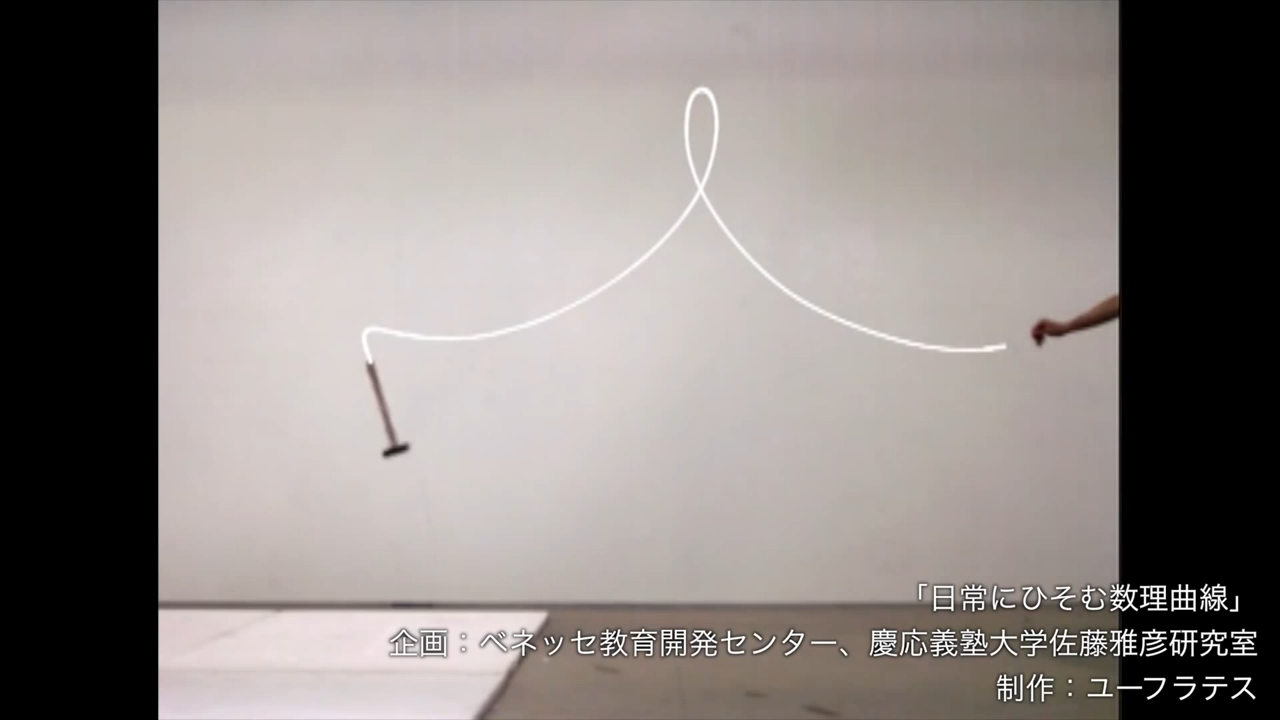 「日常にひそむ数理曲線」
企画：ベネッセ教育開発センター、慶応義塾大学佐藤雅彦研究室
制作：ユーフラテス